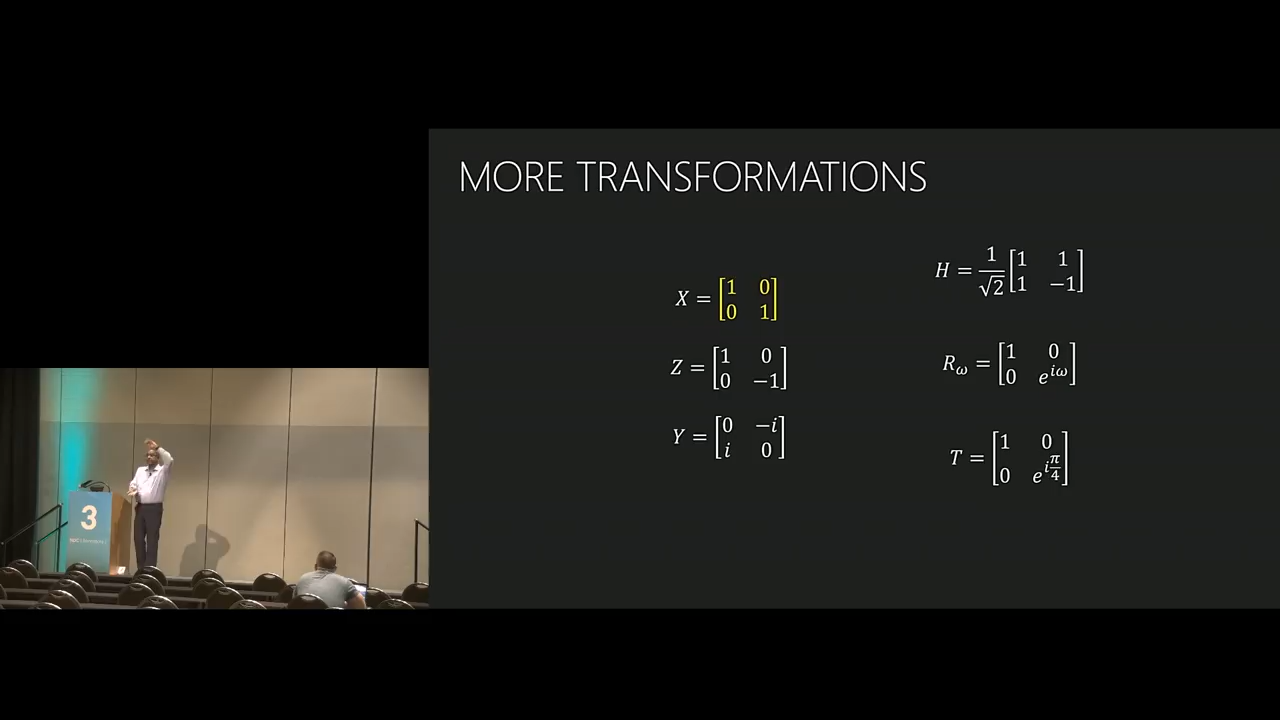 MORE TRANSFORMATIONS
X = [1 0
0 1]
Z = [1 0
0 −1]
Y = [0 −i
i 0]
H = 1/√2 [1 1
1 −1]
Rω = [1 0
0 e^{iω}]
T = [1 0
0 e^{iπ/4}]
3